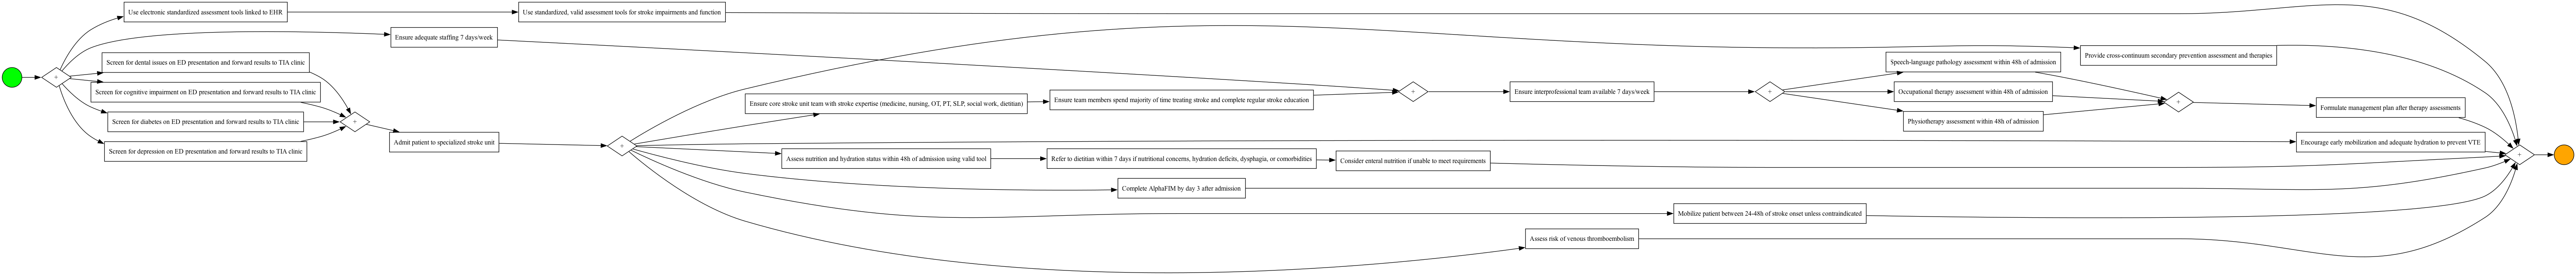 Use electronic standardized assessment tools linked to EHR
Use standardized, valid assessment tools for stroke impairments and function
Ensure adequate staffing 7 days/week
Screen for dental issues on ED presentation and forward results to TIA clinic
Screen for cognitive impairment on ED presentation and forward results to TIA clinic
Screen for diabetes on ED presentation and forward results to TIA clinic
Screen for depression on ED presentation and forward results to TIA clinic
+
+
Admit patient to specialized stroke unit
+
Provide cross-continuum secondary prevention assessment and therapies
Ensure core stroke unit team with stroke expertise (medicine, nursing, OT, PT, SLP, social work, dietitian)
Ensure team members spend majority of time treating stroke and complete regular stroke education
+
Ensure interprofessional team available 7 days/week
+
Speech-language pathology assessment within 48h of admission
Occupational therapy assessment within 48h of admission
Physiotherapy assessment within 48h of admission
+
Formulate management plan after therapy assessments
Encourage early mobilization and adequate hydration to prevent VTE
Assess nutrition and hydration status within 48h of admission using valid tool
Refer to dietitian within 7 days if nutritional concerns, hydration deficits, dysphagia, or comorbidities
Consider enteral nutrition if unable to meet requirements
Complete AlphaFIM by day 3 after admission
Mobilize patient between 24-48h of stroke onset unless contraindicated
Assess risk of venous thromboembolism
+